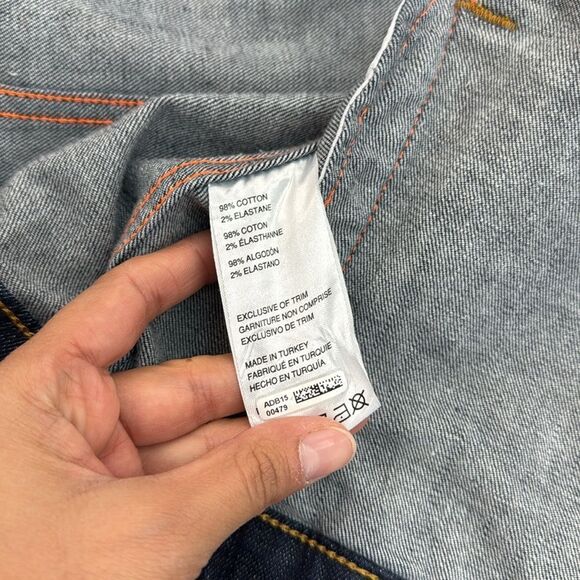 98% COTTON
2% ELASTANE
98% COTON
2% ÉLASTHANNE
98% ALGODÓN
2% ELASTANO
EXCLUSIVE OF TRIM
GARNITURE NON COMPRISE
EXCLUSIVO DE TRIM
MADE IN TURKEY
FABRIQUÉ EN TURQUIE
HECHO EN TURQUÍA
ADB15
00479